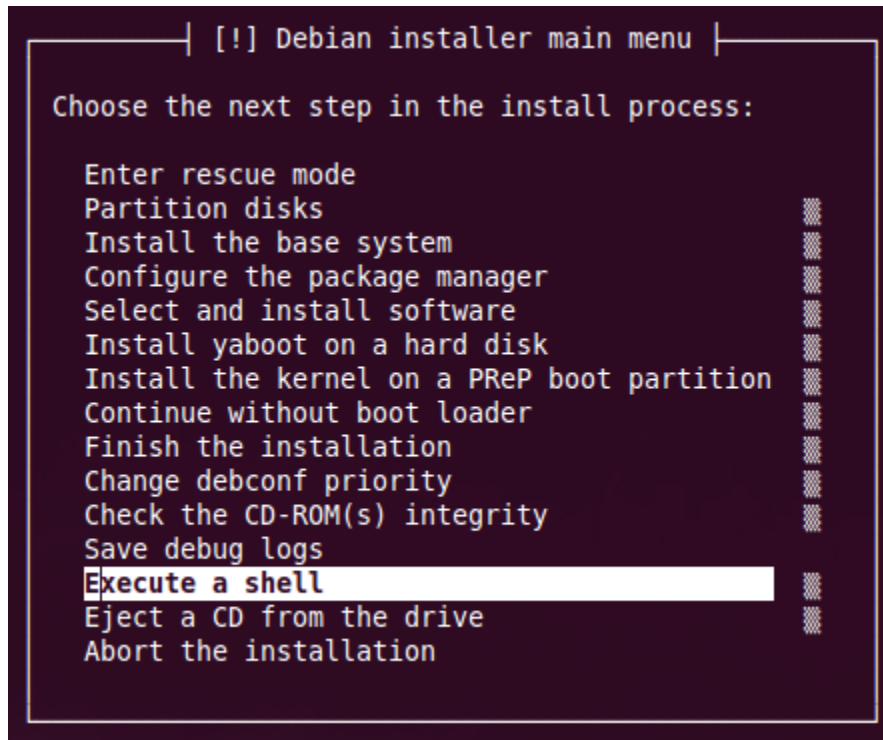 [!] Debian installer main menu
Choose the next step in the install process:
Enter rescue mode
Partition disks
Install the base system
Configure the package manager
Select and install software
Install yaboot on a hard disk
Install the kernel on a PReP boot partition
Continue without boot loader
Finish the installation
Change debconf priority
Check the CD-ROM(s) integrity
Save debug logs
Execute a shell
Eject a CD from the drive
Abort the installation